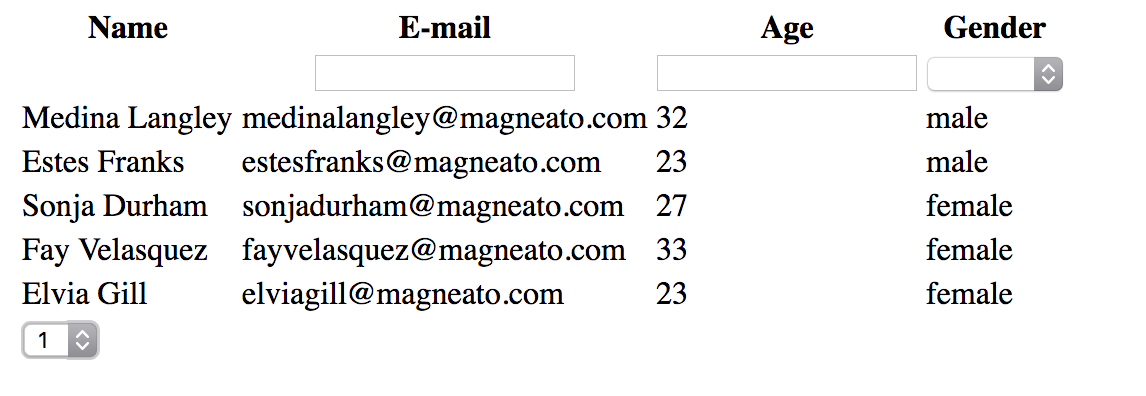 Name E-mail Age Gender
Medina Langley medinalangley@magneato.com 32 male
Estes Franks estesfranks@magneato.com 23 male
Sonja Durham sonjadurham@magneato.com 27 female
Fay Velasquez fayvelasquez@magneato.com 33 female
Elvia Gill elviagill@magneato.com 23 female
1